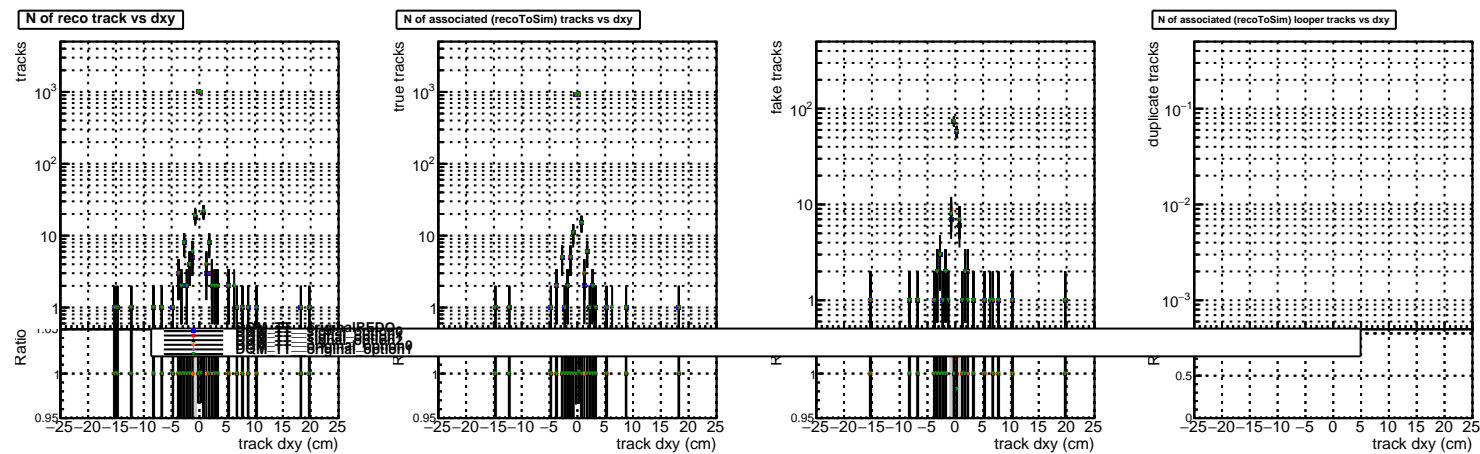 N of reco track vs dxy
N of associated (recoToSim) tracks vs dxy
N of associated (recoToSim) looper tracks vs dxy
tracks
10³
10²
10
1
Ratio
1
0.95
−25 −20 −15 −10 −5 0 5 10 15 20 25
track dxy (cm)
true tracks
10³
10²
10
1
1
0.95
−25 −20 −15 −10 −5 0 5 10 15 20 25
track dxy (cm)
fake tracks
10²
10
1
1
0.95
−25 −20 −15 −10 −5 0 5 10 15 20 25
track dxy (cm)
duplicate tracks
10⁻¹
10⁻²
10⁻³
0.5
0
−25 −20 −15 −10 −5 0 5 10 15 20 25
track dxy (cm)